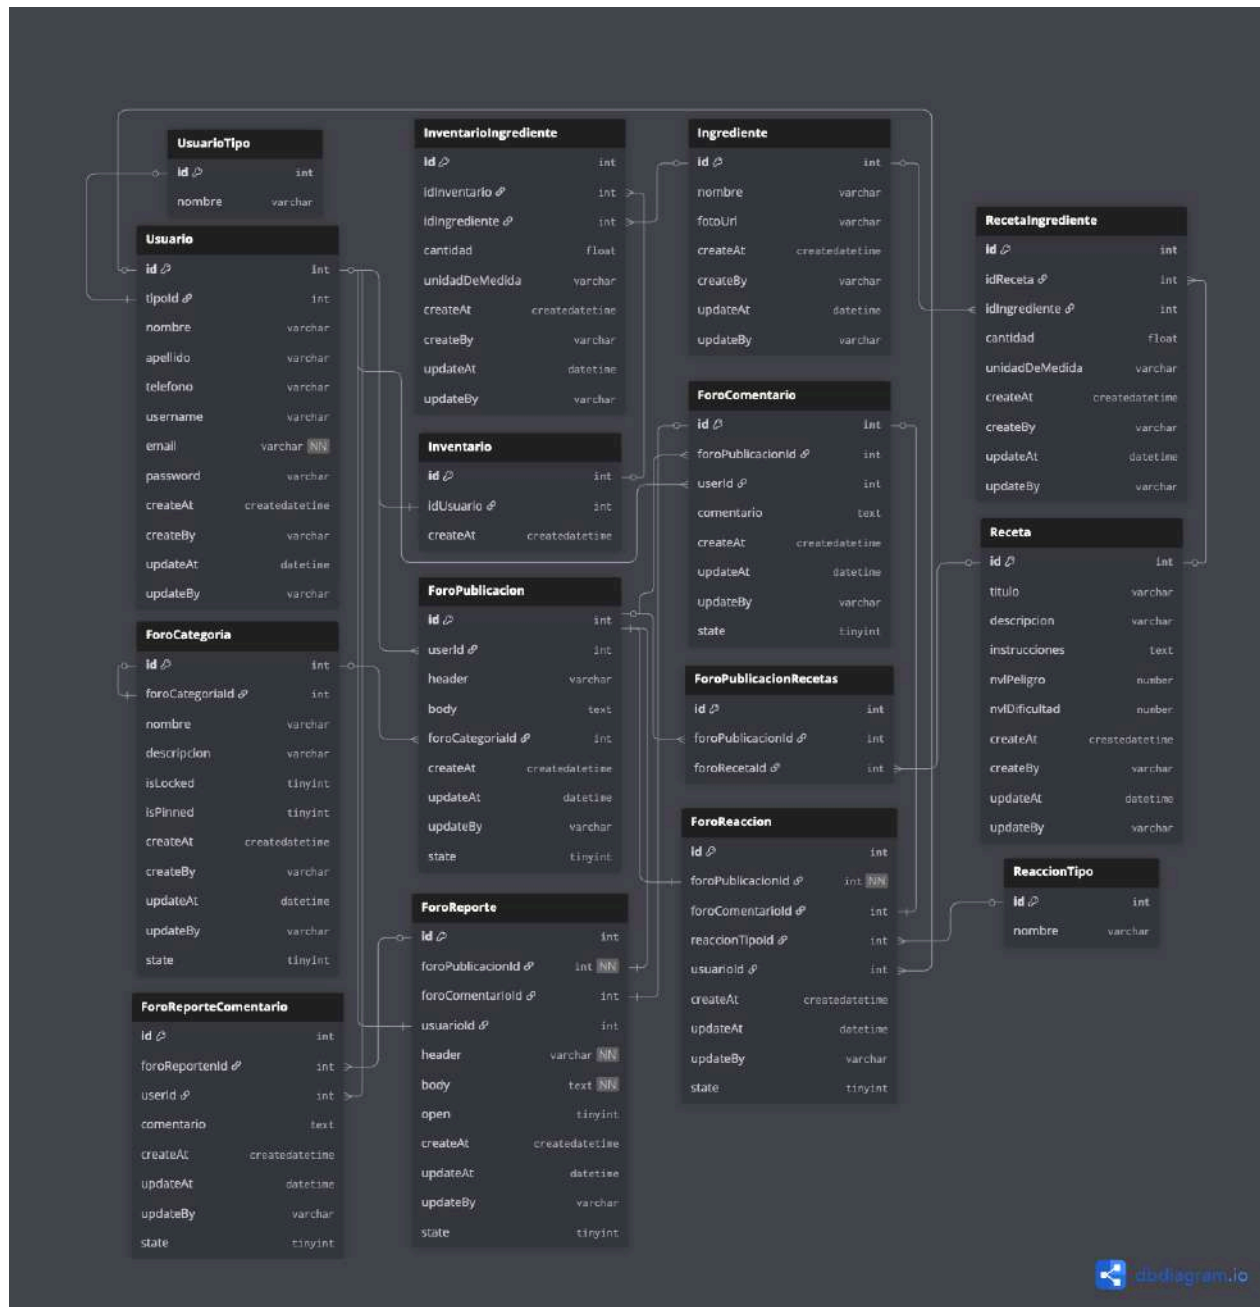 UsuarioTipo
id int
nombre varchar
Usuario
id int
tipoId int
nombre varchar
apellido varchar
telefono varchar
username varchar
email varchar NN
password varchar
createAt createdatetime
createBy varchar
updateAt datetime
updateBy varchar
ForoCategoria
id int
foroCategoriaId int
nombre varchar
descripcion varchar
isLocked tinyint
isPinned tinyint
createAt createdatetime
createBy varchar
updateAt datetime
updateBy varchar
state tinyint
ForoReporteComentario
id int
foroReportenId int
userId int
comentario text
createAt createdatetime
updateAt datetime
updateBy varchar
state tinyint
InventarioIngrediente
id int
idInventario int
idIngrediente int
cantidad float
unidadDeMedida varchar
createAt createdatetime
createBy varchar
updateAt datetime
updateBy varchar
Inventario
id int
idUsuario int
createAt createdatetime
ForoPublicacion
id int
userId int
header varchar
body text
foroCategoriaId int
createAt createdatetime
updateAt datetime
updateBy varchar
state tinyint
ForoReporte
id int
foroPublicacionId int NN
foroComentarioId int
usuarioId int
header varchar NN
body text NN
open tinyint
createAt createdatetime
updateAt datetime
updateBy varchar
state tinyint
Ingrediente
id int
nombre varchar
fotoUrl varchar
createAt createdatetime
createBy varchar
updateAt datetime
updateBy varchar
ForoComentario
id int
foroPublicacionId int
userId int
comentario text
createAt createdatetime
updateAt datetime
updateBy varchar
state tinyint
ForoPublicacionRecetas
id int
foroPublicacionId int
foroRecetaId int
ForoReaccion
id int
foroPublicacionId int NN
foroComentarioId int
reaccionTipoId int
usuarioId int
createAt createdatetime
updateAt datetime
updateBy varchar
state tinyint
RecetaIngrediente
id int
idReceta int
idIngrediente int
cantidad float
unidadDeMedida varchar
createAt createdatetime
createBy varchar
updateAt datetime
updateBy varchar
Receta
id int
titulo varchar
descripcion varchar
instrucciones text
nvlPeligro number
nvlDificultad number
createAt createdatetime
createBy varchar
updateAt datetime
updateBy varchar
ReaccionTipo
id int
nombre varchar
dbdiagram.io